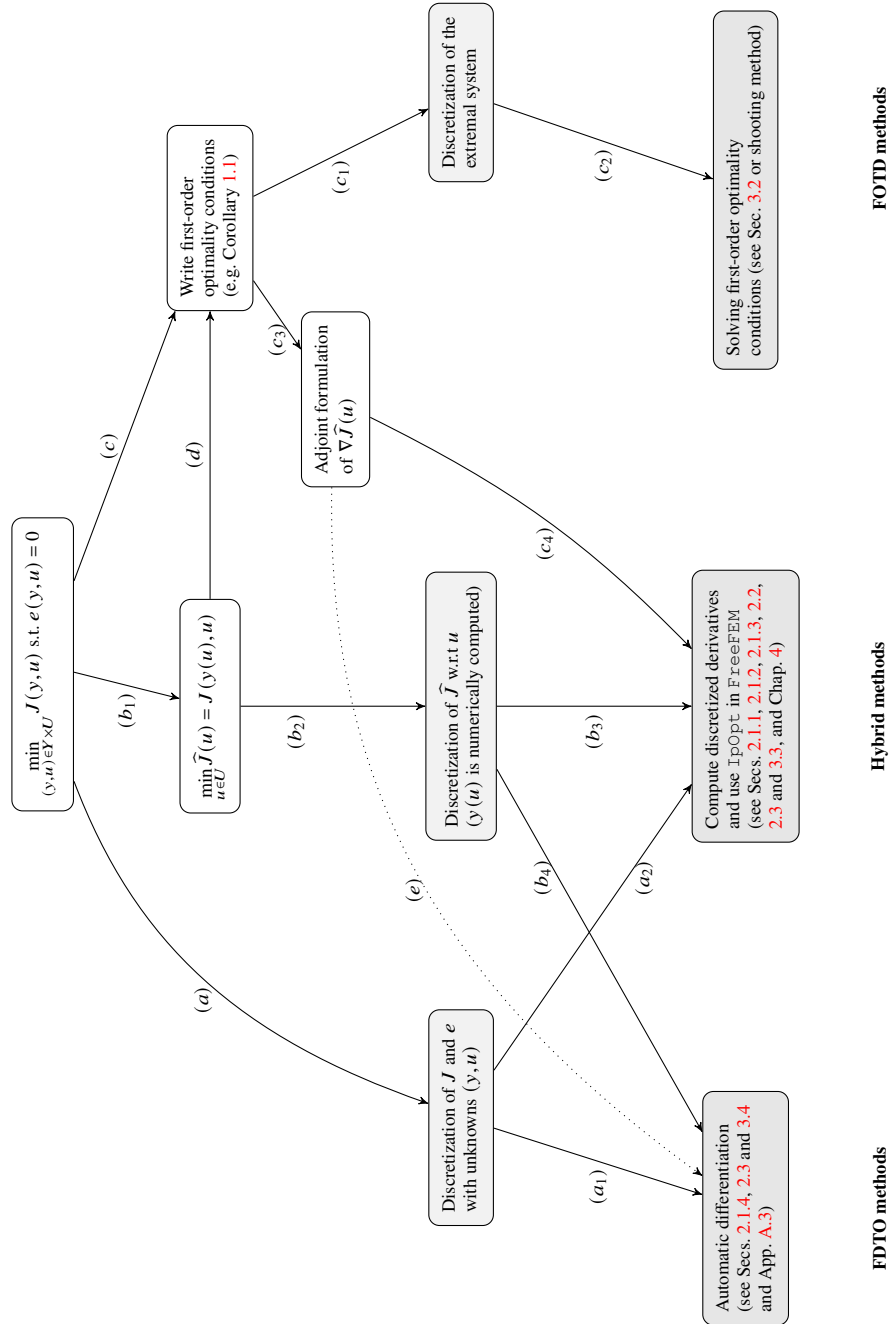 min J(y, u) s.t. e(y, u) = 0
(y,u)∈Y×U
(a)
(b₁)
(c)
min Ĵ(u) = J(y(u), u)
u∈U
(d)
Write first-order
optimality conditions
(e.g. Corollary 1.1)
(b₂)
(c₃)
(c₁)
Adjoint formulation
of ∇Ĵ(u)
Discretization of J and e
with unknowns (y, u)
Discretization of Ĵ w.r.t u
(y(u) is numerically computed)
Discretization of the
extremal system
(e)
(a₁)
(a₂)
(b₄)
(b₃)
(c₄)
(c₂)
Automatic differentiation
(see Secs. 2.1.4, 2.3 and 3.4
and App. A.3)
Compute discretized derivatives
and use IpOpt in FreeFEM
(see Secs. 2.1.1, 2.1.2, 2.1.3, 2.2,
2.3 and 3.3, and Chap. 4)
Solving first-order optimality
conditions (see Sec. 3.2 or shooting method)
FDTO methods
Hybrid methods
FOTD methods